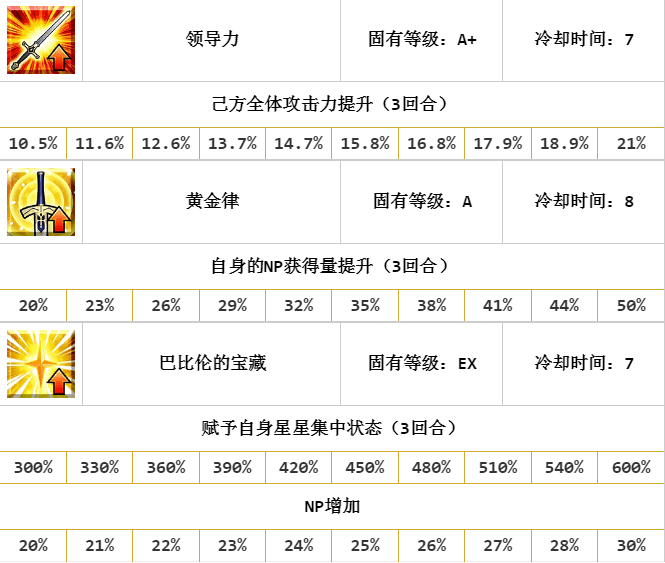 领导力 固有等级：A+ 冷却时间：7
己方全体攻击力提升（3回合）
10.5% 11.6% 12.6% 13.7% 14.7% 15.8% 16.8% 17.9% 18.9% 21%
黄金律 固有等级：A 冷却时间：8
自身的NP获得量提升（3回合）
20% 23% 26% 29% 32% 35% 38% 41% 44% 50%
巴比伦的宝藏 固有等级：EX 冷却时间：7
赋予自身星星集中状态（3回合）
300% 330% 360% 390% 420% 450% 480% 510% 540% 600%
NP增加
20% 21% 22% 23% 24% 25% 26% 27% 28% 30%